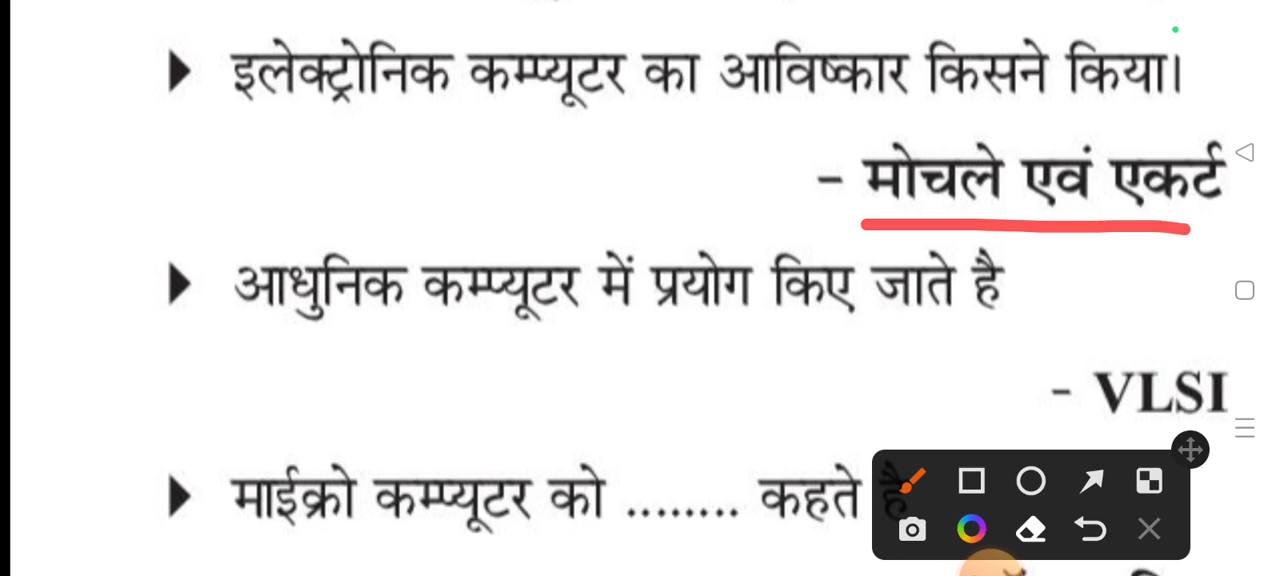 इलेक्ट्रोनिक कम्प्यूटर का आविष्कार किसने किया।
- मोचले एवं एकर्ट
आधुनिक कम्प्यूटर में प्रयोग किए जाते है
- VLSI
माईक्रो कम्प्यूटर को ........ कहते है